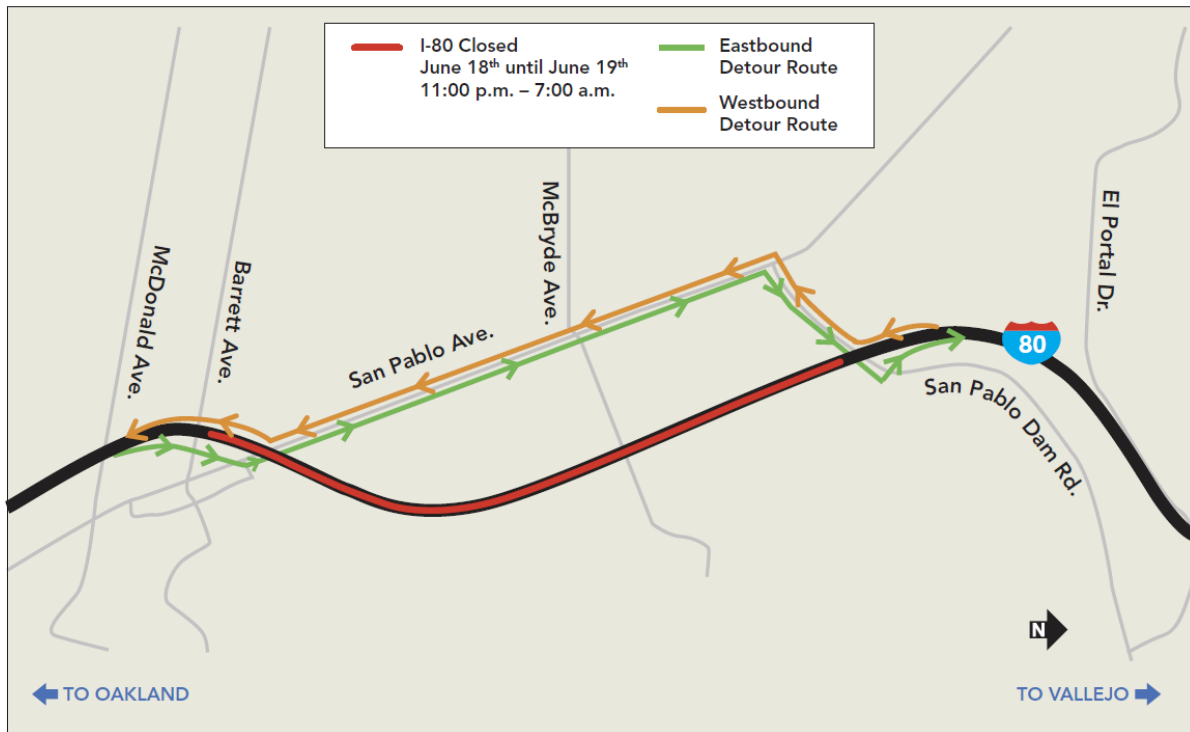 I-80 Closed
June 18th until June 19th
11:00 p.m. – 7:00 a.m.
Eastbound
Detour Route
Westbound
Detour Route
McDonald Ave.
Barrett Ave.
San Pablo Ave.
McBryde Ave.
El Portal Dr.
80
San Pablo Dam Rd.
N
TO OAKLAND
TO VALLEJO